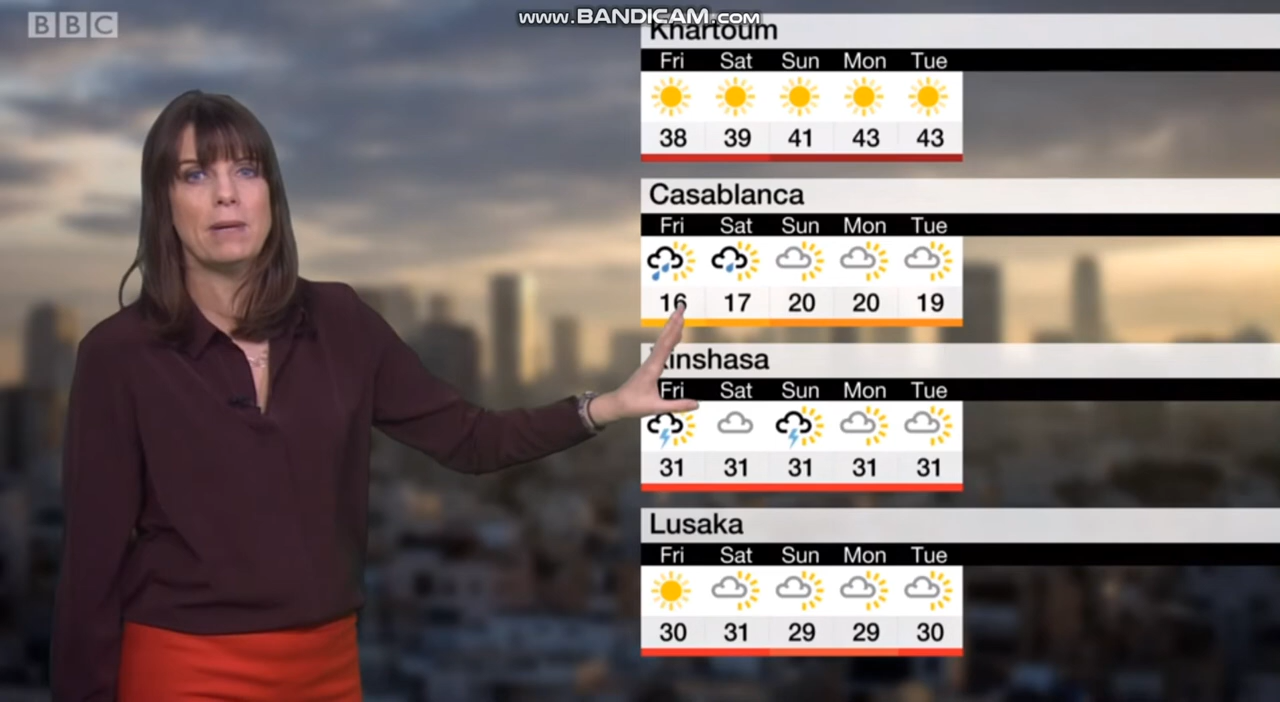 BBC
www.BANDICAM.com
Khartoum
Fri Sat Sun Mon Tue
38 39 41 43 43
Casablanca
Fri Sat Sun Mon Tue
16 17 20 20 19
Kinshasa
Fri Sat Sun Mon Tue
31 31 31 31 31
Lusaka
Fri Sat Sun Mon Tue
30 31 29 29 30